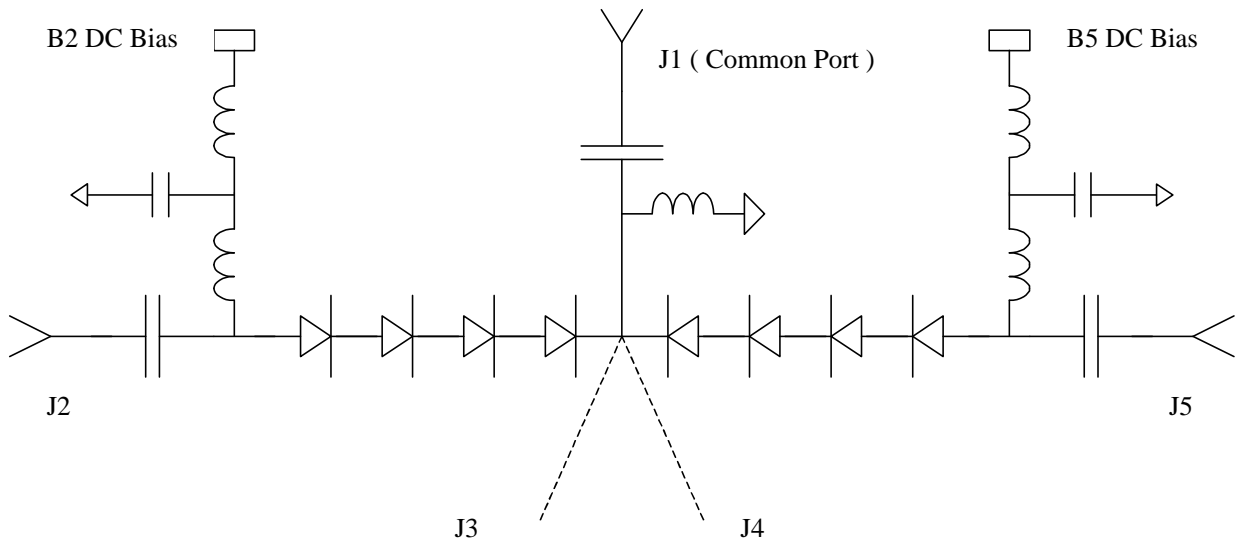 B2 DC Bias
B5 DC Bias
J1 ( Common Port )
J2
J5
J3
J4